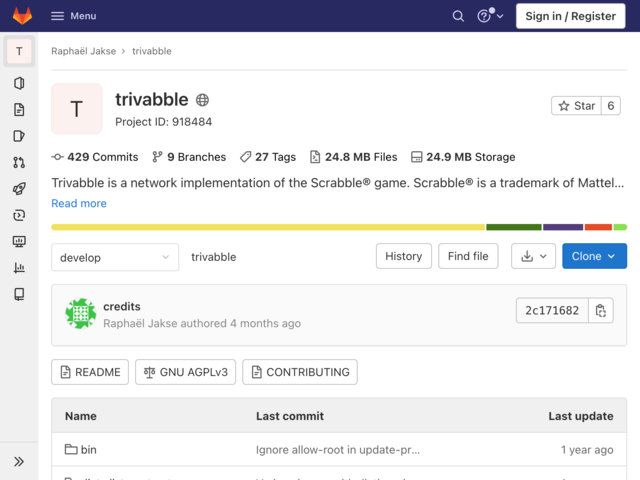 Menu
Sign in / Register
T
Raphaël Jakse › trivabble
T
trivabble
Project ID: 918484
Star 6
429 Commits 9 Branches 27 Tags 24.8 MB Files 24.9 MB Storage
Trivabble is a network implementation of the Scrabble® game. Scrabble® is a trademark of Mattel...
Read more
develop trivabble History Find file Clone
credits
Raphaël Jakse authored 4 months ago
2c171682
README GNU AGPLv3 CONTRIBUTING
Name Last commit Last update
bin Ignore allow-root in update-pr... 1 year ago